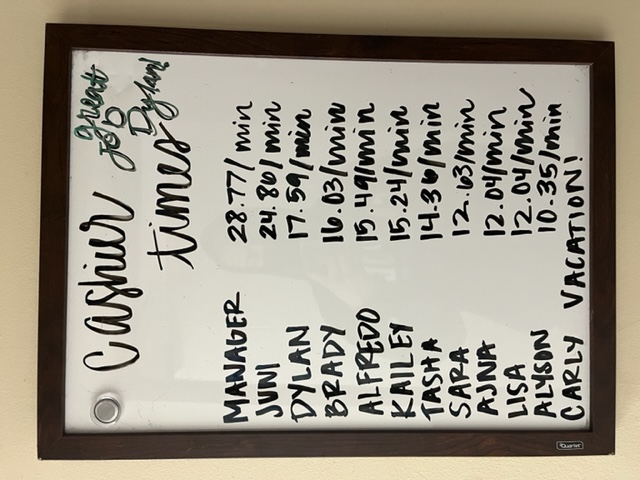 Cashier
times
great
job
Dylan!
MANAGER 28.77/min
JUNI 24.86/min
DYLAN 17.59/min
BRADY 16.03/min
ALFREDO 15.49/min
KAILEY 15.24/min
TASHA 14.36/min
SARA 12.63/min
AJNA 12.04/min
LISA 12.04/min
ALYSON 10.35/min
CARLY VACATION!
Quartet